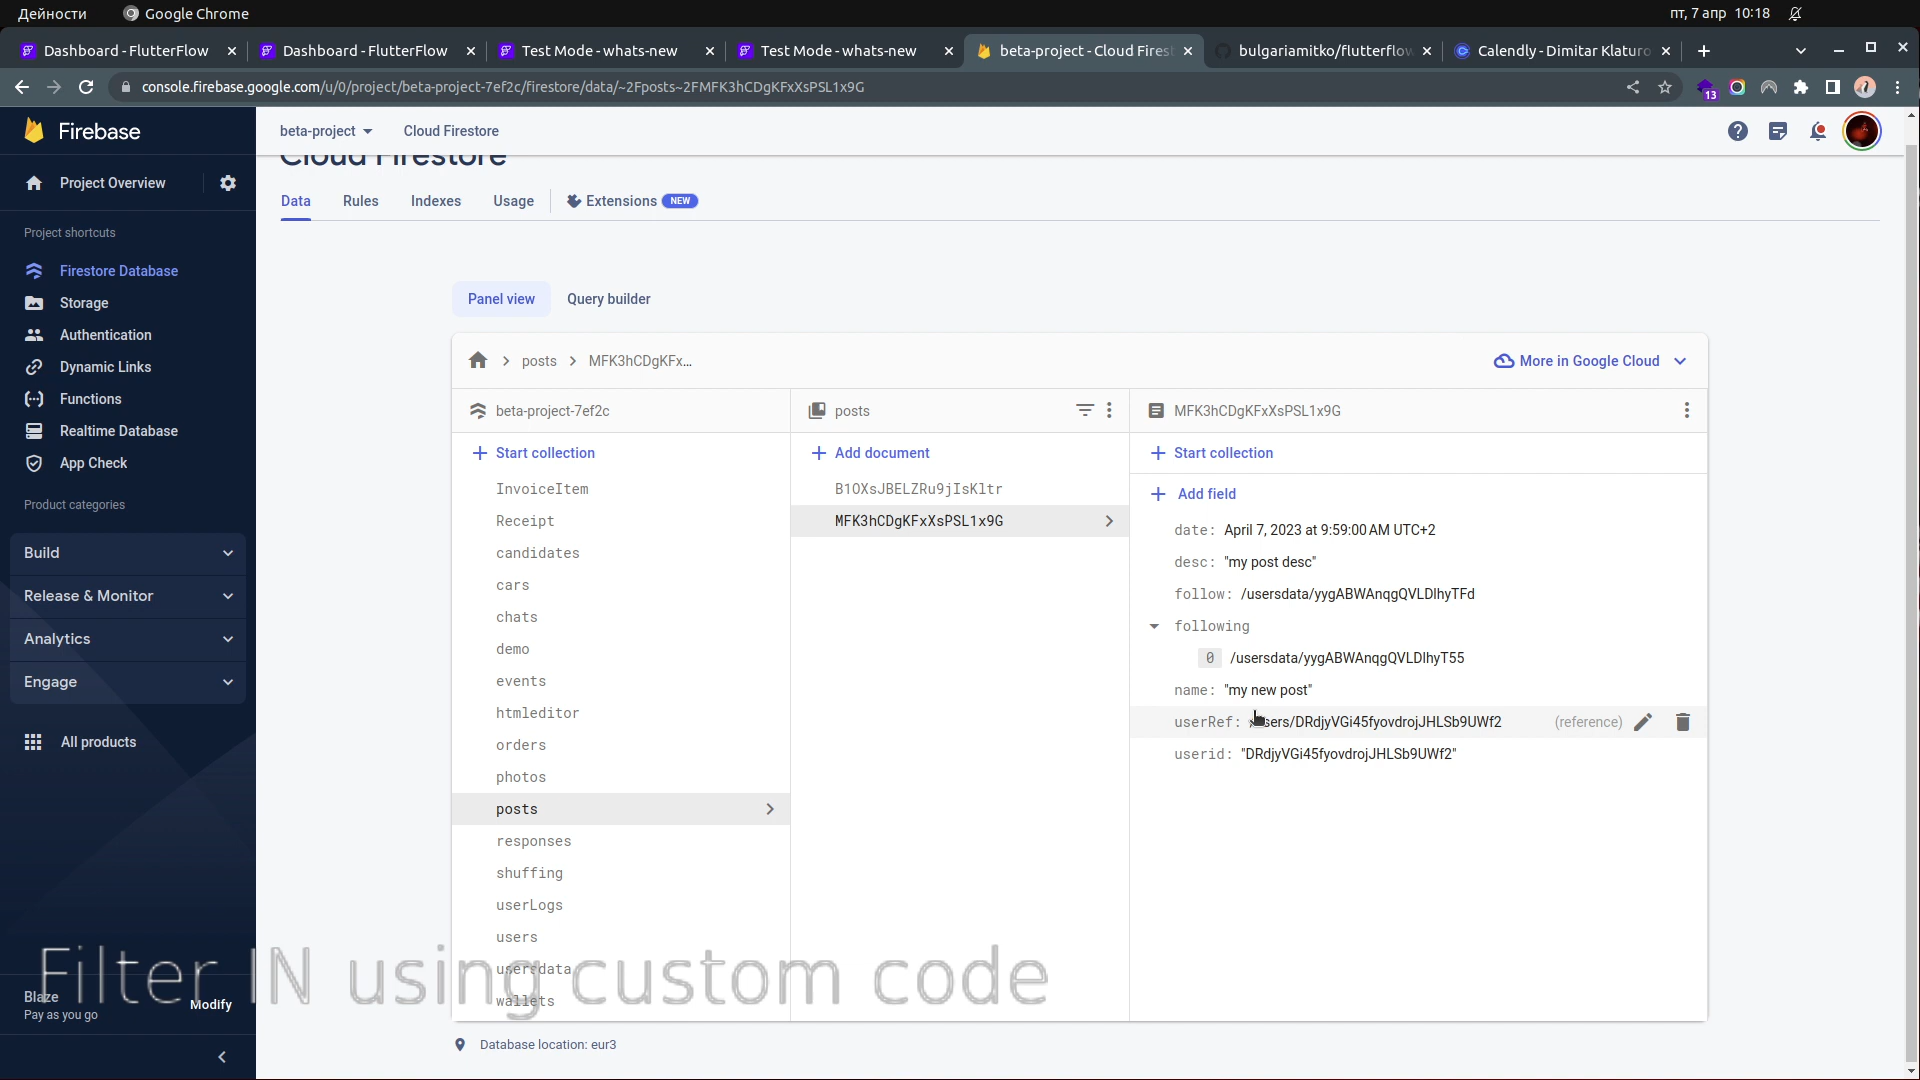 Дейности
Google Chrome
пт, 7 апр 10:18
Dashboard - FlutterFlow
Dashboard - FlutterFlow
Test Mode - whats-new
Test Mode - whats-new
beta-project - Cloud Fires
bulgariamitko/flutterflow
Calendly - Dimitar Klaturo
console.firebase.google.com/u/0/project/beta-project-7ef2c/firestore/data/~2Fposts~2FMFK3hCDgKFxXsPSL1x9G
13
Firebase
beta-project
Cloud Firestore
Cloud Firestore
Project Overview
Data
Rules
Indexes
Usage
Extensions
NEW
Project shortcuts
Firestore Database
Storage
Authentication
Dynamic Links
Functions
Realtime Database
App Check
Product categories
Build
Release & Monitor
Analytics
Engage
All products
Blaze
Pay as you go
Modify
Panel view
Query builder
posts
MFK3hCDgKFx...
More in Google Cloud
beta-project-7ef2c
Start collection
InvoiceItem
Receipt
candidates
cars
chats
demo
events
htmleditor
orders
photos
posts
responses
shuffing
userLogs
users
usersdata
wallets
posts
Add document
B1OXsJBELZRu9jIsKltr
MFK3hCDgKFxXsPSL1x9G
MFK3hCDgKFxXsPSL1x9G
Start collection
Add field
date: April 7, 2023 at 9:59:00 AM UTC+2
desc: "my post desc"
follow: /usersdata/yygABWAnqgQVLDlhyTFd
following
0 /usersdata/yygABWAnqgQVLDlhyT55
name: "my new post"
userRef: /users/DRdjyVGi45fyovdrojJHLSb9UWf2 (reference)
userid: "DRdjyVGi45fyovdrojJHLSb9UWf2"
Filter IN using custom code
Database location: eur3